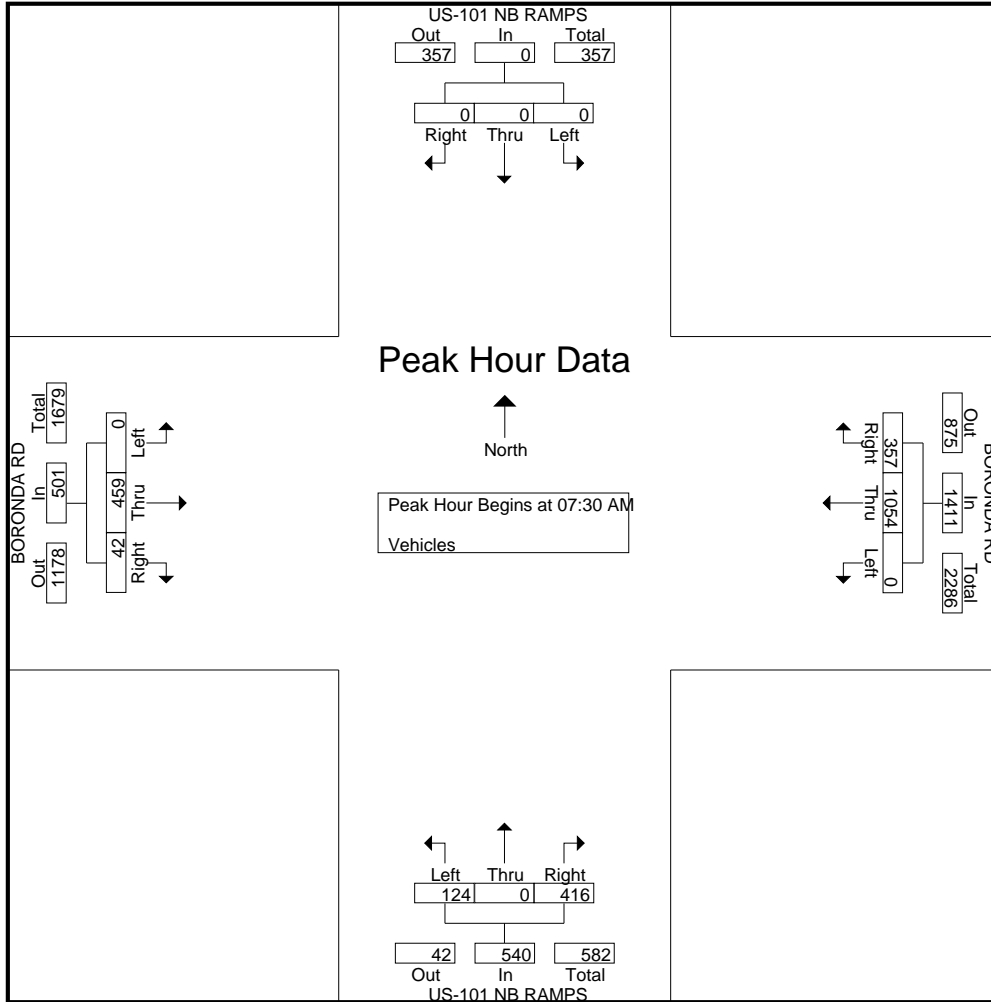 US-101 NB RAMPS
Out In Total
357 0 357
0 0 0
Right Thru Left
Peak Hour Data
North
Peak Hour Begins at 07:30 AM
Vehicles
BORONDA RD
Total In Out
1679 501 1178
0 459 42
Left Thru Right
BORONDA RD
Out In Total
875 1411 2286
357 1054 0
Right Thru Left
Left Thru Right
124 0 416
42 540 582
Out In Total
US-101 NB RAMPS